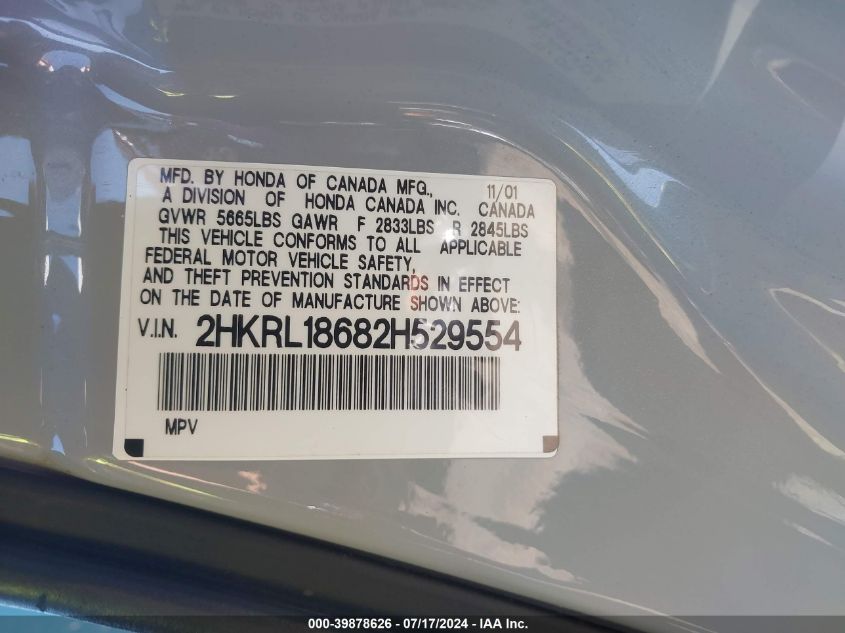 MFD. BY HONDA OF CANADA MFG., 11/01
A DIVISION OF HONDA CANADA INC. CANADA
GVWR 5665LBS GAWR F 2833LBS R 2845LBS
THIS VEHICLE CONFORMS TO ALL APPLICABLE
FEDERAL MOTOR VEHICLE SAFETY,
AND THEFT PREVENTION STANDARDS IN EFFECT
ON THE DATE OF MANUFACTURE SHOWN ABOVE:
V.I.N. 2HKRL18682H529554
MPV
000-39878626 - 07/17/2024 - IAA Inc.